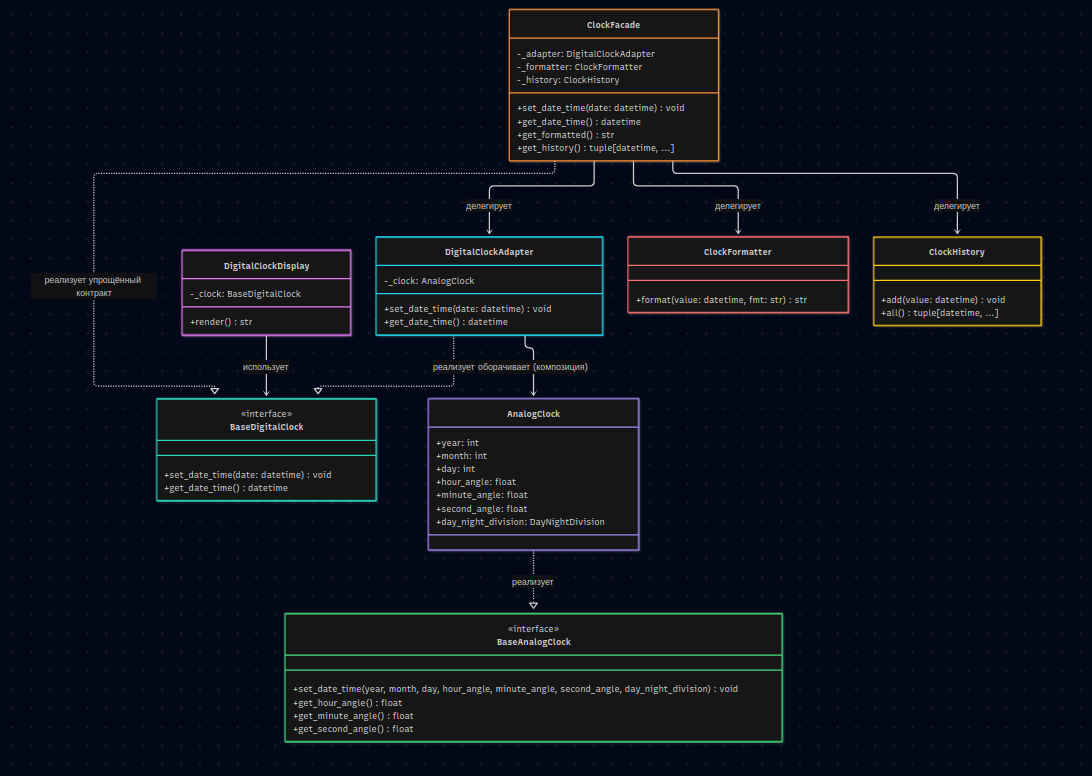 ClockFacade
-_adapter: DigitalClockAdapter
-_formatter: ClockFormatter
-_history: ClockHistory
+set_date_time(date: datetime) : void
+get_date_time() : datetime
+get_formatted() : str
+get_history() : tuple[datetime, ...]
делегирует
делегирует
делегирует
реализует упрощённый
контракт
DigitalClockDisplay
-_clock: BaseDigitalClock
+render() : str
DigitalClockAdapter
-_clock: AnalogClock
+set_date_time(date: datetime) : void
+get_date_time() : datetime
ClockFormatter
+format(value: datetime, fmt: str) : str
ClockHistory
+add(value: datetime) : void
+all() : tuple[datetime, ...]
использует
реализует
оборачивает (композиция)
«interface»
BaseDigitalClock
+set_date_time(date: datetime) : void
+get_date_time() : datetime
AnalogClock
+year: int
+month: int
+day: int
+hour_angle: float
+minute_angle: float
+second_angle: float
+day_night_division: DayNightDivision
реализует
«interface»
BaseAnalogClock
+set_date_time(year, month, day, hour_angle, minute_angle, second_angle, day_night_division) : void
+get_hour_angle() : float
+get_minute_angle() : float
+get_second_angle() : float